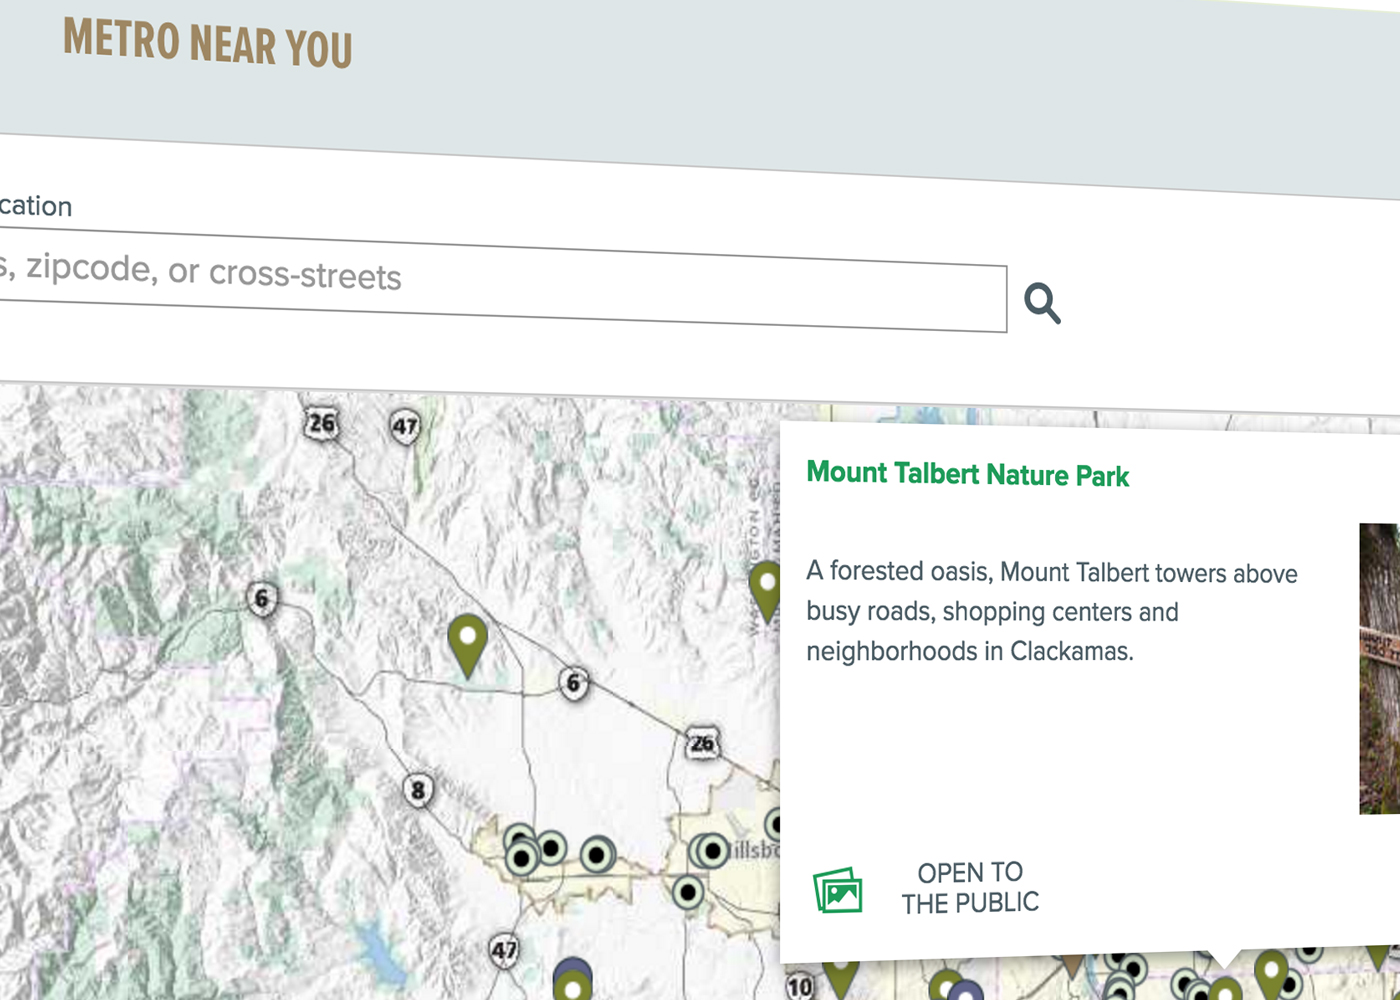 METRO NEAR YOU
cation
s, zipcode, or cross-streets
26
47
Mount Talbert Nature Park
A forested oasis, Mount Talbert towers above
busy roads, shopping centers and
neighborhoods in Clackamas.
6
6
26
8
illsbo
OPEN TO
THE PUBLIC
47
10